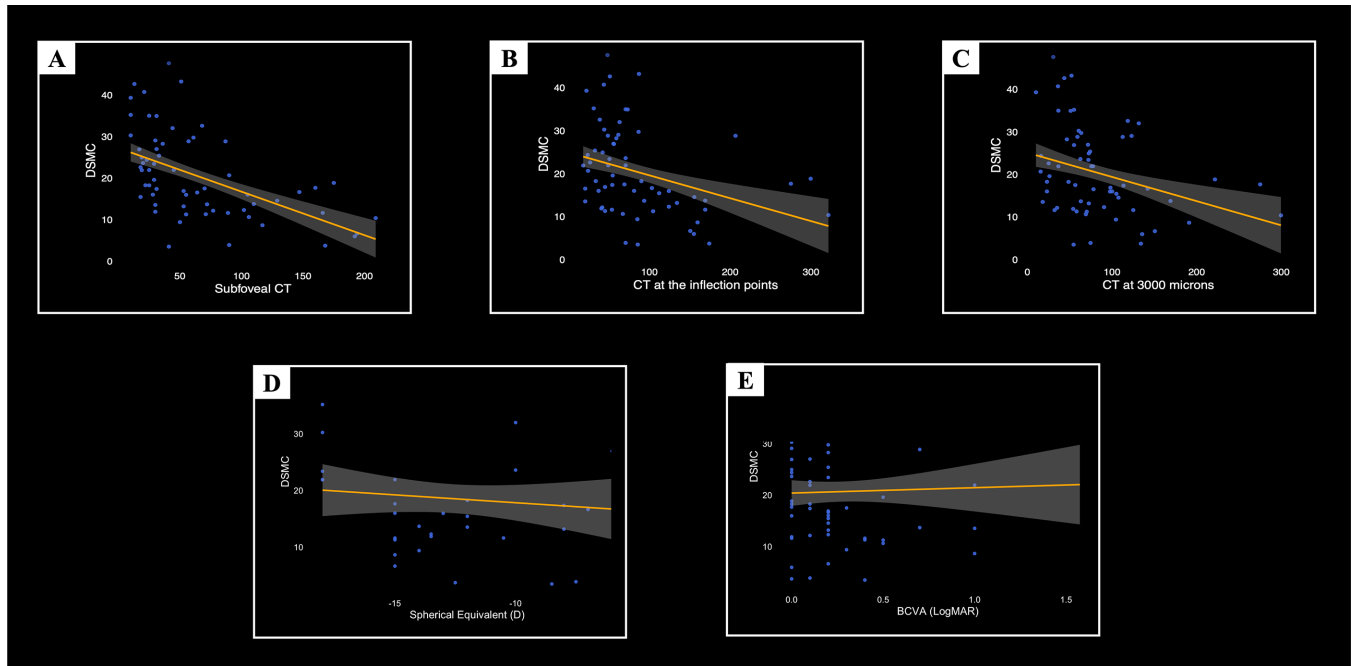 A
DSMC
40
30
20
10
0
50 100 150 200
Subfoveal CT
B
DSMC
40
30
20
10
0
100 200 300
CT at the inflection points
C
DSMC
40
30
20
10
0
0 100 200 300
CT at 3000 microns
D
DSMC
30
20
10
-15 -10
Spherical Equivalent (D)
E
DSMC
30
20
10
0.0 0.5 1.0 1.5
BCVA (LogMAR)